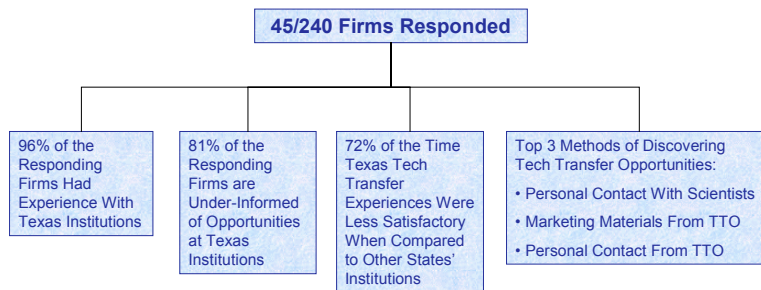 45/240 Firms Responded
96% of the
Responding
Firms Had
Experience With
Texas Institutions
81% of the
Responding
Firms are
Under-Informed
of Opportunities
at Texas
Institutions
72% of the Time
Texas Tech
Transfer
Experiences Were
Less Satisfactory
When Compared
to Other States’
Institutions
Top 3 Methods of Discovering
Tech Transfer Opportunities:
• Personal Contact With Scientists
• Marketing Materials From TTO
• Personal Contact From TTO